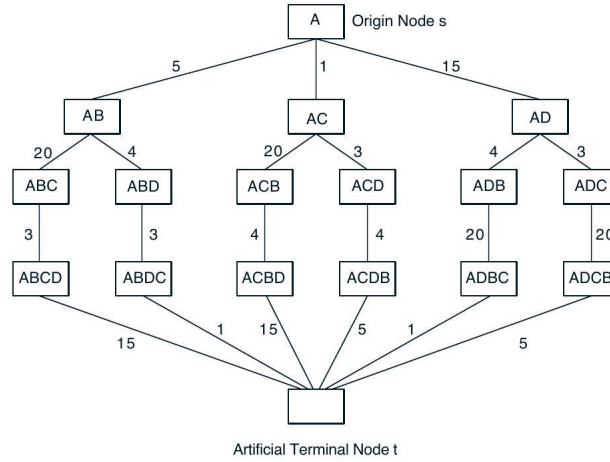 A Origin Node s
5 1 15
AB AC AD
20 4 20 3 4 3
ABC ABD ACB ACD ADB ADC
3 3 4 4 20 20
ABCD ABDC ACBD ACDB ADBC ADCB
15 1 15 5 1 5
Artificial Terminal Node t